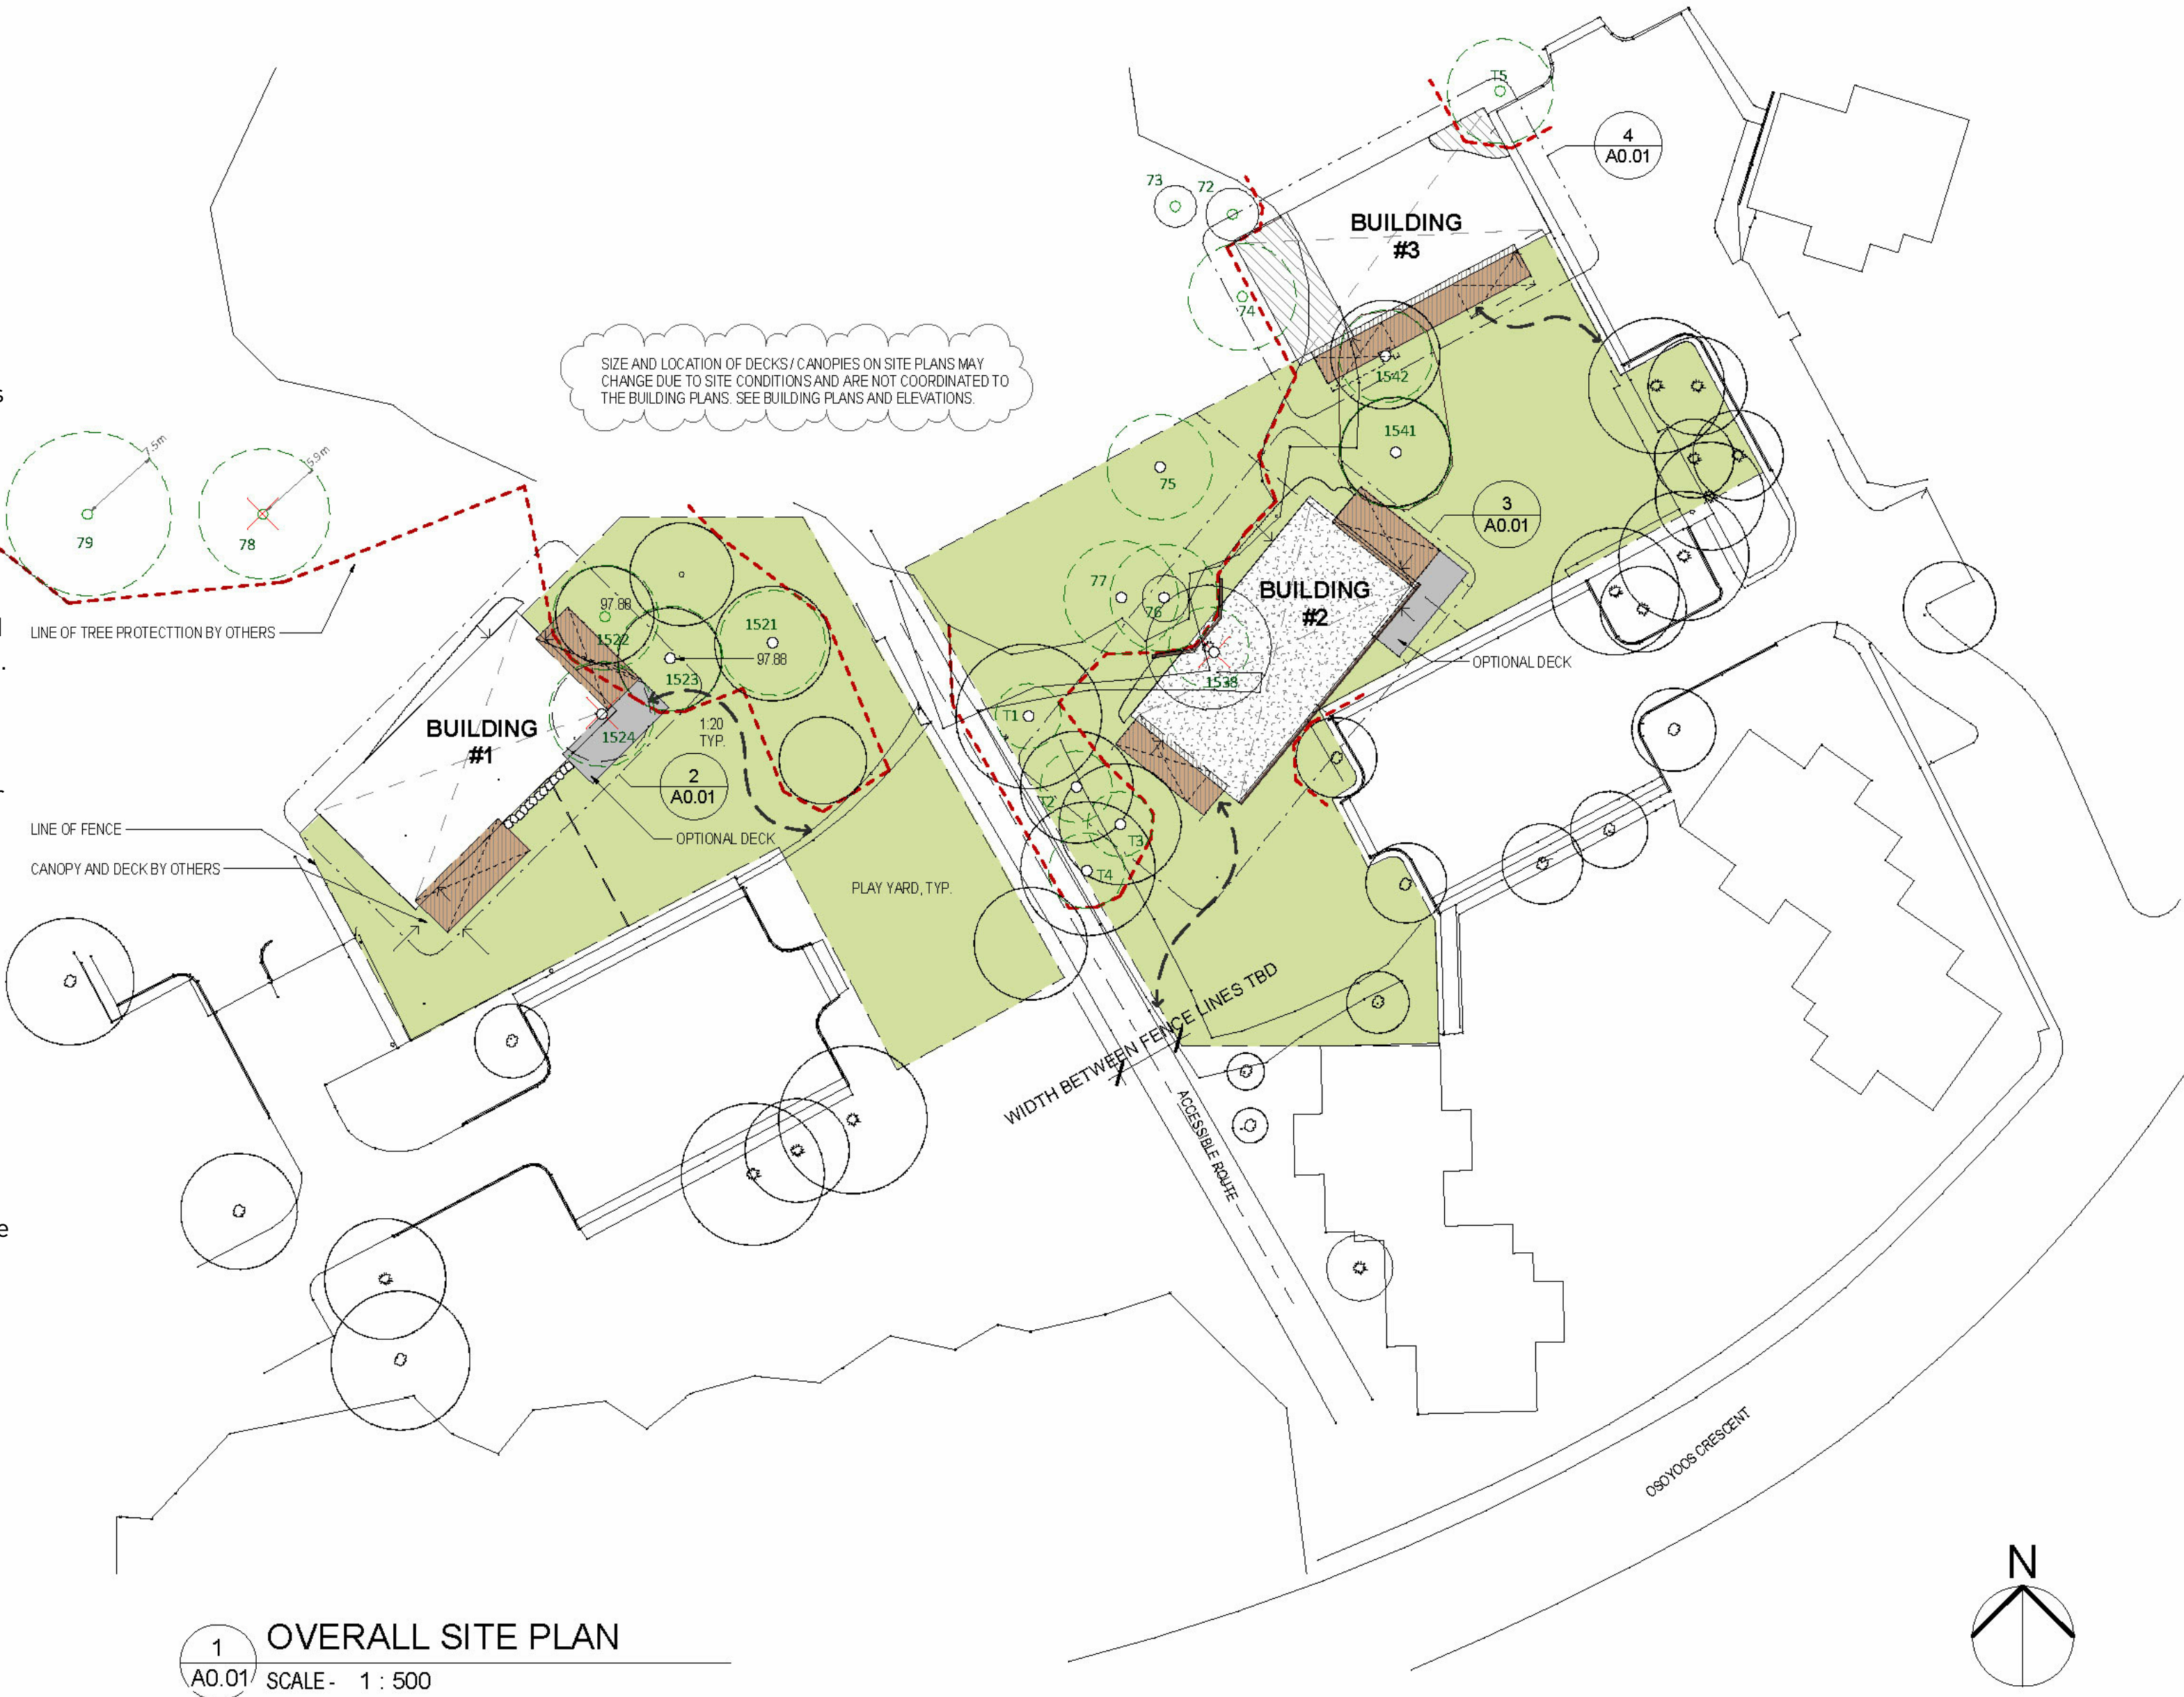 T5
4
A0.01
73
72
BUILDING
#3
74
SIZE AND LOCATION OF DECKS / CANOPIES ON SITE PLANS MAY
CHANGE DUE TO SITE CONDITIONS AND ARE NOT COORDINATED TO
THE BUILDING PLANS. SEE BUILDING PLANS AND ELEVATIONS.
s
1542
1541
7.5m
5.9m
75
3
A0.01
79
78
77
76
BUILDING
#2
97.88
1522
1521
97.88
1523
LINE OF TREE PROTECTTION BY OTHERS
OPTIONAL DECK
1538
T1
BUILDING
#1
1524
1:20
TYP.
2
A0.01
T2
T3
T4
LINE OF FENCE
OPTIONAL DECK
CANOPY AND DECK BY OTHERS
PLAY YARD, TYP.
WIDTH BETWEEN FENCE LINES TBD
ACCESSIBLE ROUTE
e
OSOYOOS CRESCENT
N
1
A0.01
OVERALL SITE PLAN
SCALE - 1 : 500